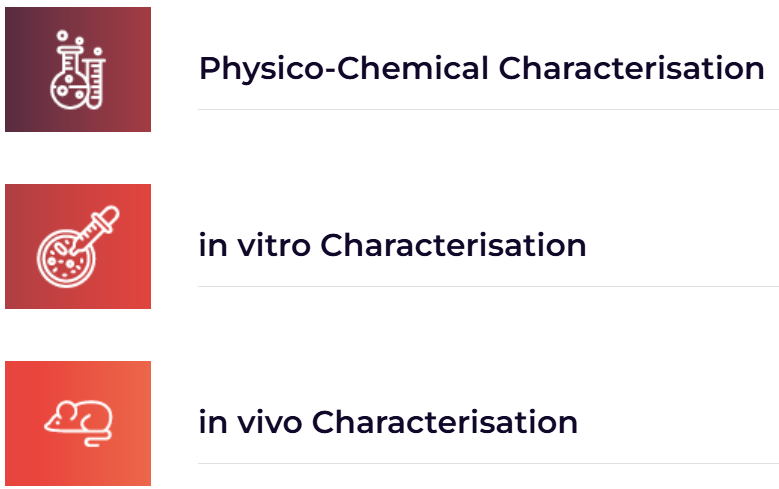 Physico-Chemical Characterisation
in vitro Characterisation
in vivo Characterisation